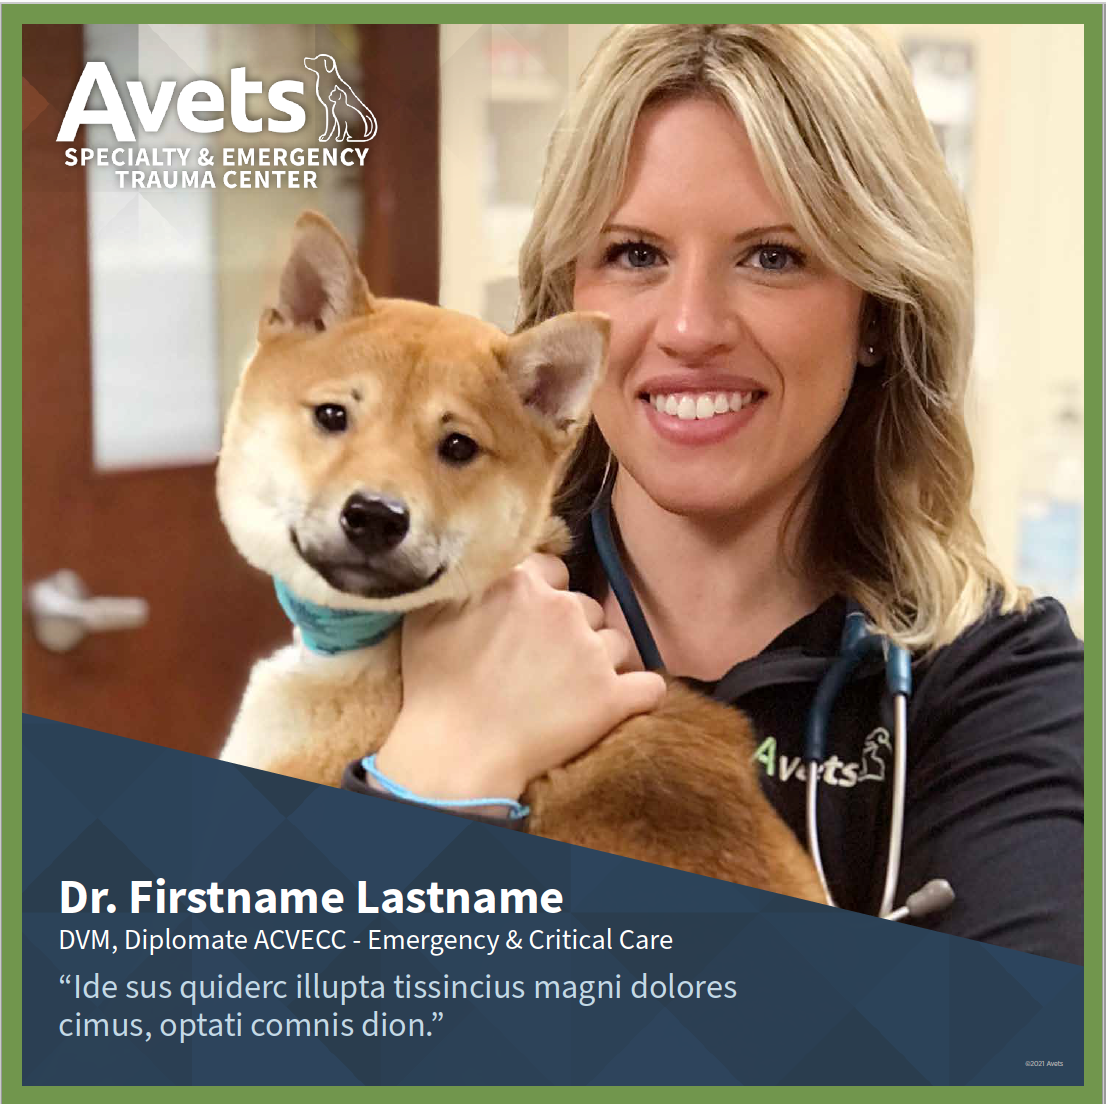 Avets
SPECIALTY & EMERGENCY
TRAUMA CENTER
Avets
Dr. Firstname Lastname
DVM, Diplomate ACVECC - Emergency & Critical Care
“Ide sus quiderc illupta tissincius magni dolores
cimus, optati comnis dion.”
©2021 Avets